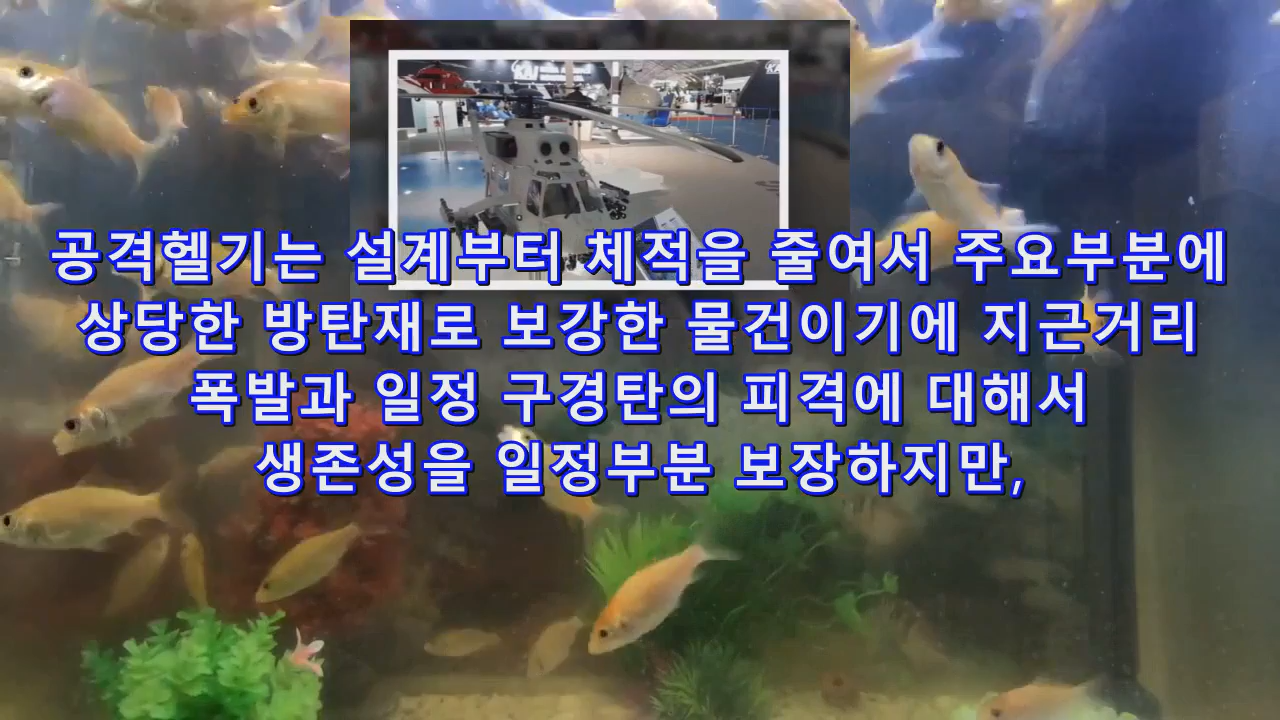 KAI
공격헬기는 설계부터 체적을 줄여서 주요부분에
상당한 방탄재로 보강한 물건이기에 지근거리
폭발과 일정 구경탄의 피격에 대해서
생존성을 일정부분 보장하지만,